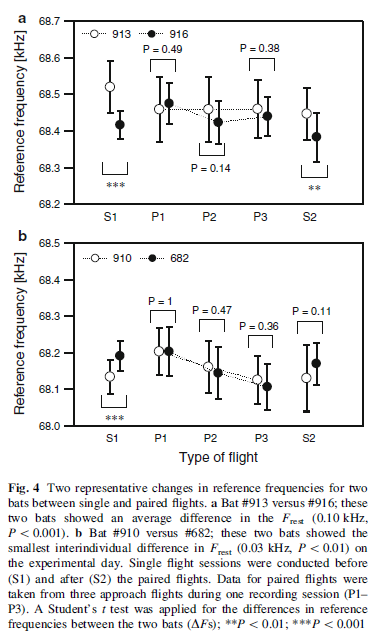 a
68.7
68.6
68.5
68.4
68.3
68.2
Reference frequency [kHz]
913 916
P = 0.49
P = 0.38
P = 0.14
***
**
S1 P1 P2 P3 S2
b
68.5
68.4
68.3
68.2
68.1
68.0
Reference frequency [kHz]
910 682
P = 1
P = 0.47
P = 0.36
P = 0.11
***
S1 P1 P2 P3 S2
Type of flight
Fig. 4 Two representative changes in reference frequencies for two
bats between single and paired flights. a Bat #913 versus #916; these
two bats showed an average difference in the Frest (0.10 kHz,
P < 0.001). b Bat #910 versus #682; these two bats showed the
smallest interindividual difference in Frest (0.03 kHz, P < 0.01) on
the experimental day. Single flight sessions were conducted before
(S1) and after (S2) the paired flights. Data for paired flights were
taken from three approach flights during one recording session (P1–
P3). A Student's t test was applied for the differences in reference
frequencies between the two bats (ΔFs); **P < 0.01; ***P < 0.001